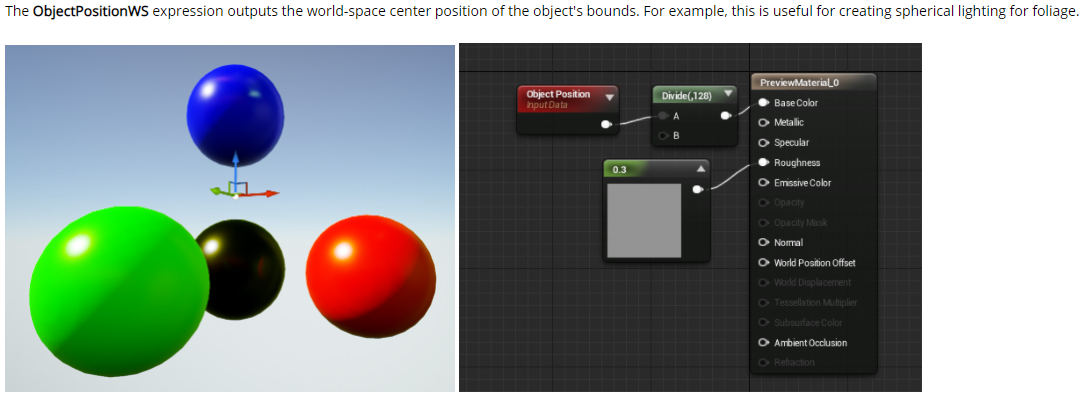 The ObjectPositionWS expression outputs the world-space center position of the object's bounds. For example, this is useful for creating spherical lighting for foliage.
Object Position
Input Data
Divide(,128)
A
B
0.3
PreviewMaterial_0
Base Color
Metallic
Specular
Roughness
Emissive Color
Opacity
Opacity Mask
Normal
World Position Offset
World Displacement
Tessellation Multiplier
Subsurface Color
Ambient Occlusion
Refraction